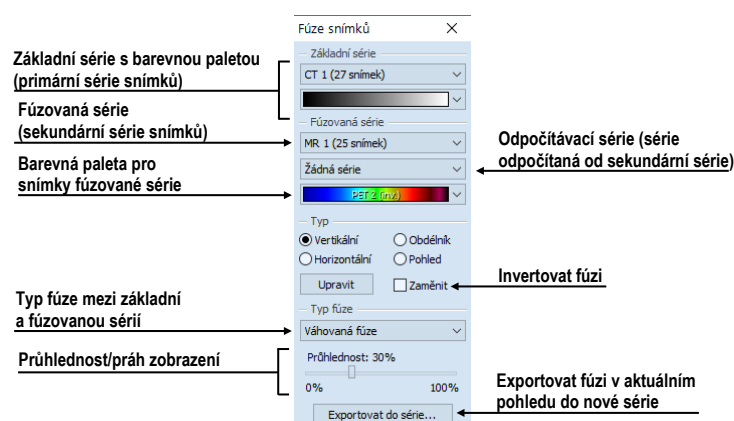 Fúze snímků
Základní série
CT 1 (27 snímek)
Fúzovaná série
MR 1 (25 snímek)
Žádná série
PET 2 (inv.)
Typ
Vertikální
Obdélník
Horizontální
Pohled
Upravit
Zaměnit
Typ fúze
Váhovaná fúze
Průhlednost: 30%
0%
100%
Exportovat do série...
Základní série s barevnou paletou
(primární série snímků)
Fúzovaná série
(sekundární série snímků)
Barevná paleta pro
snímky fúzované série
Typ fúze mezi základní
a fúzovanou sérií
Průhlednost/práh zobrazení
Odpočítávací série (série
odpočítaná od sekundární série)
Invertovat fúzi
Exportovat fúzi v aktuálním
pohledu do nové série